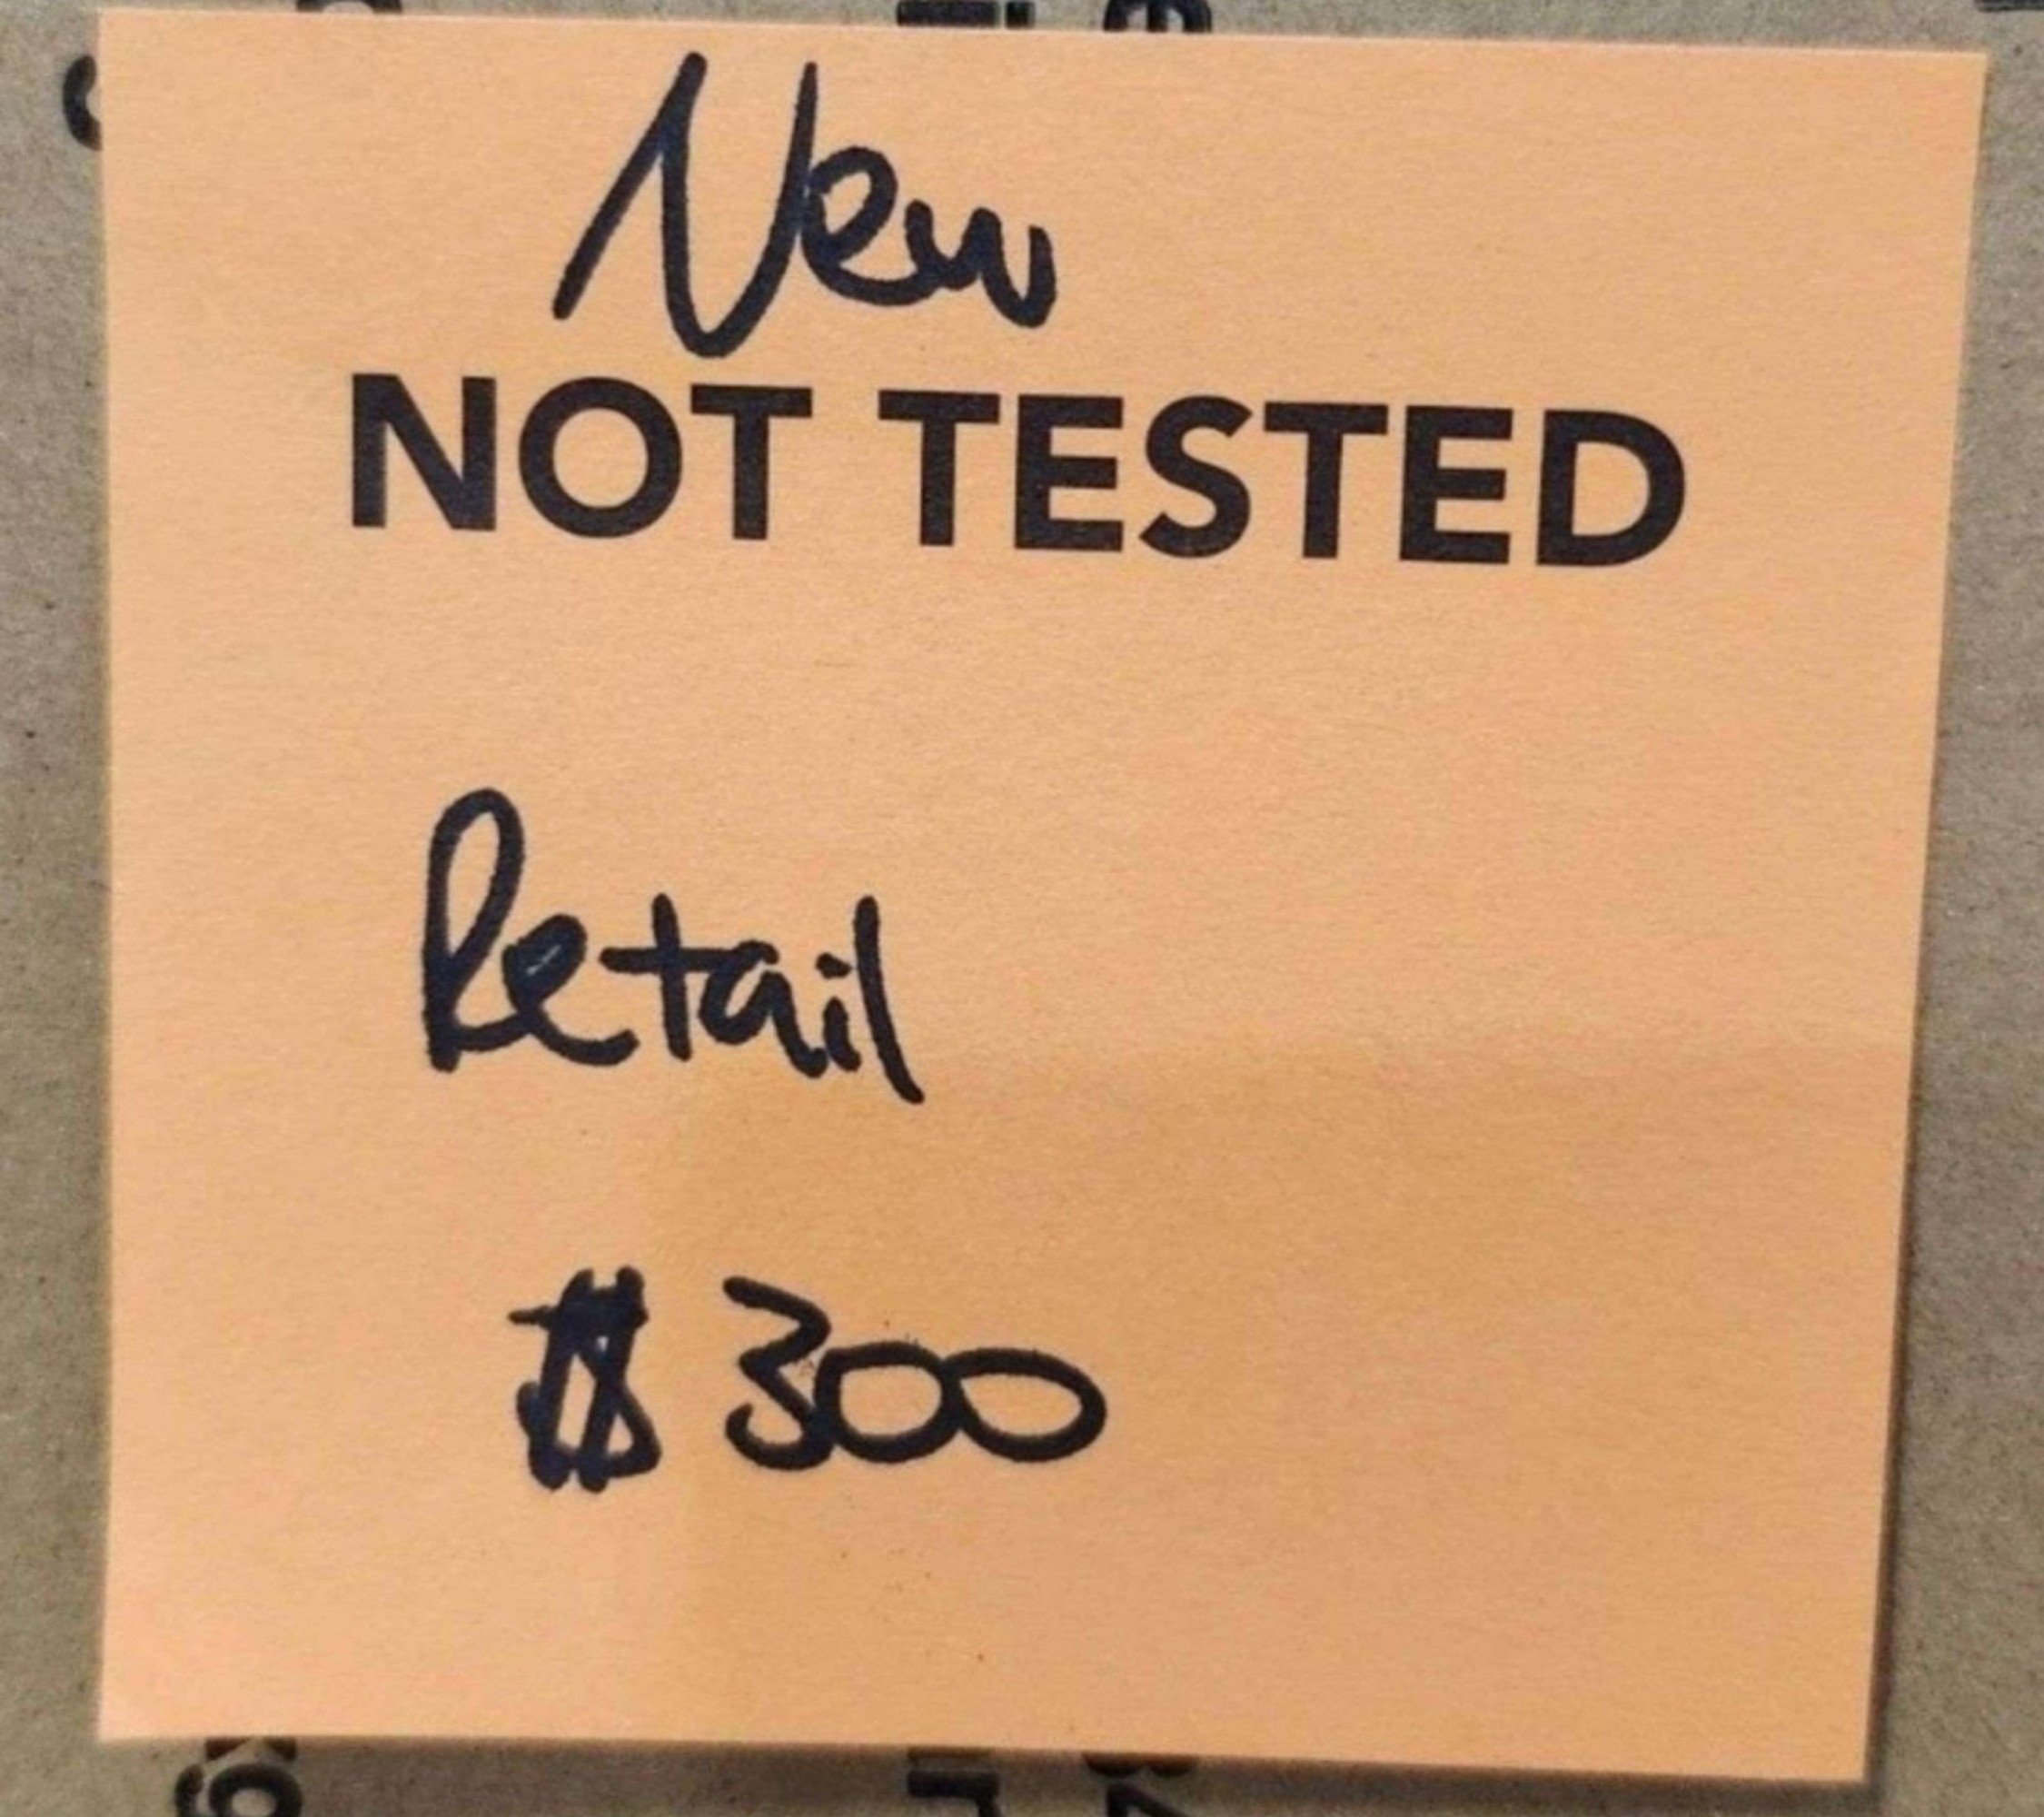 New
NOT TESTED
Retail
$300